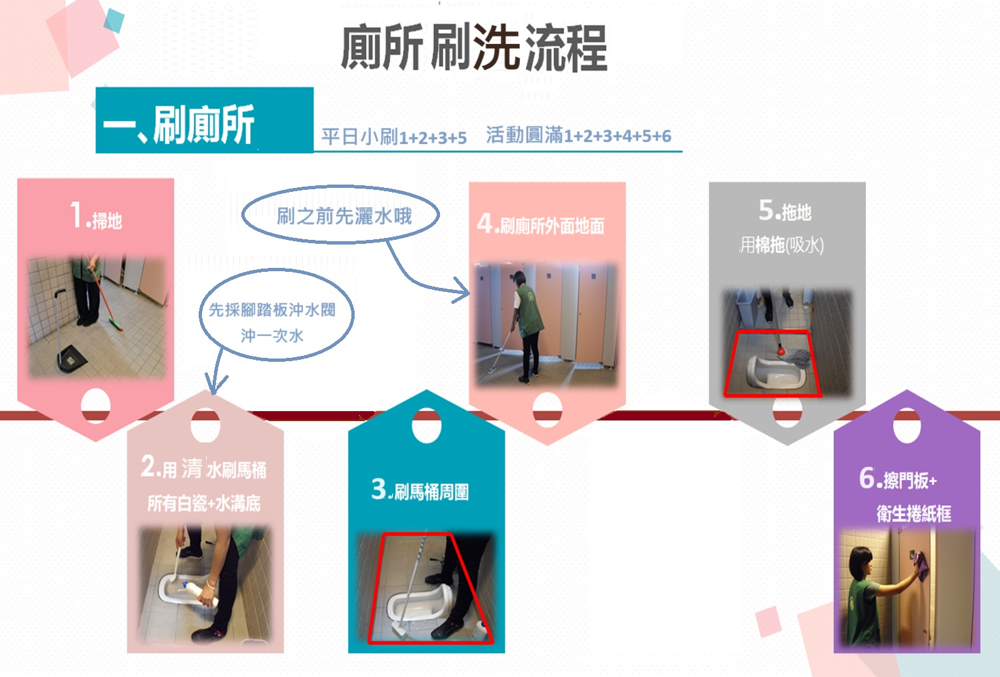 廁所刷洗流程
一、刷廁所
平日小刷1+2+3+5 活動圓滿1+2+3+4+5+6
1.掃地
先採腳踏板沖水閥
沖一次水
2.用清水刷馬桶
所有白瓷+水溝底
3.刷馬桶周圍
刷之前先灑水哦
4.刷廁所外面地面
5.拖地
用棉拖(吸水)
6.擦門板+
衛生捲紙框